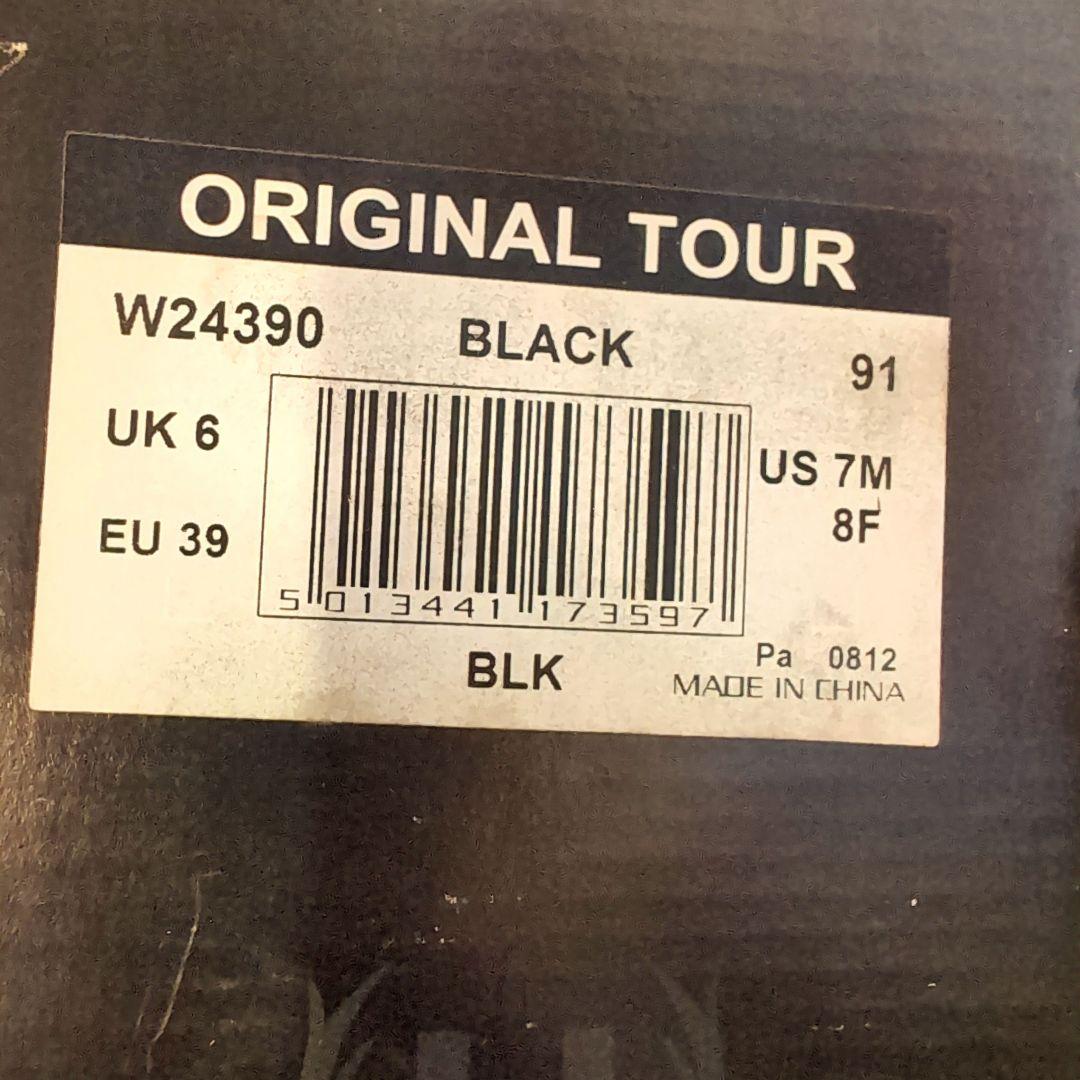 ORIGINAL TOUR
W24390 BLACK 91
UK 6 US 7M
8F
EU 39
5 013441 173597
BLK Pa 0812
MADE IN CHINA